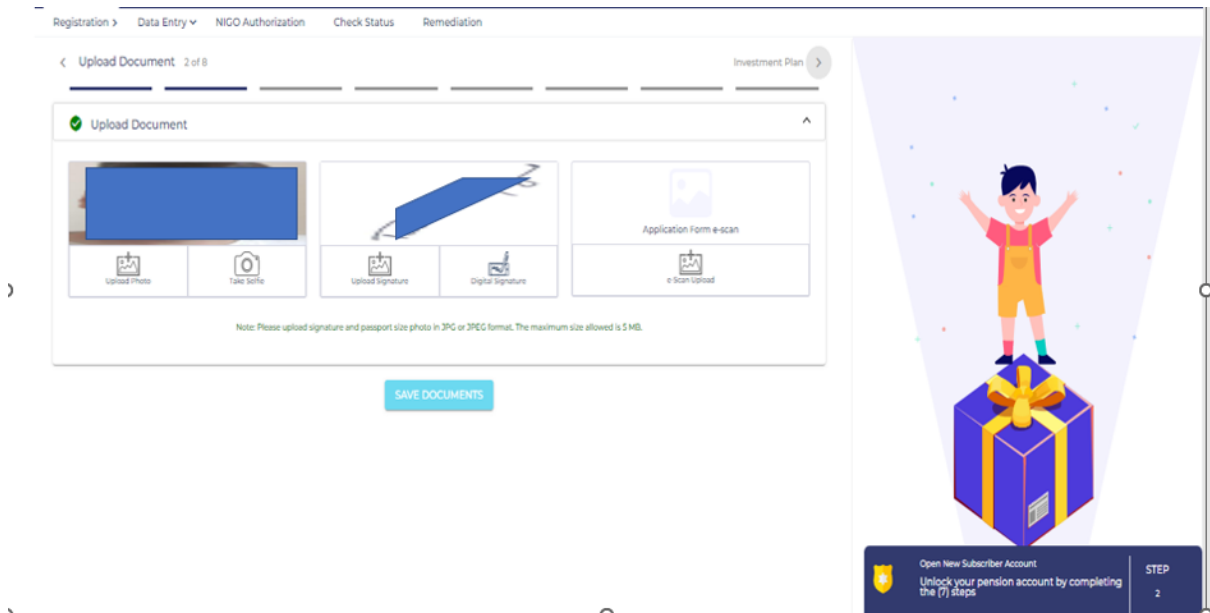 Registration > Data Entry NIGO Authorization Check Status Remediation
< Upload Document 2 of 8 Investment Plan >
Upload Document
Application Form e-scan
Upload Photo Take Selfie Upload Signature Digital Signature e-Scan Upload
Note: Please upload signature and passport size photo in JPG or JPEG format. The maximum size allowed is 5 MB.
SAVE DOCUMENTS
Open New Subscriber Account
Unlock your pension account by completing
the (7) steps
STEP
2